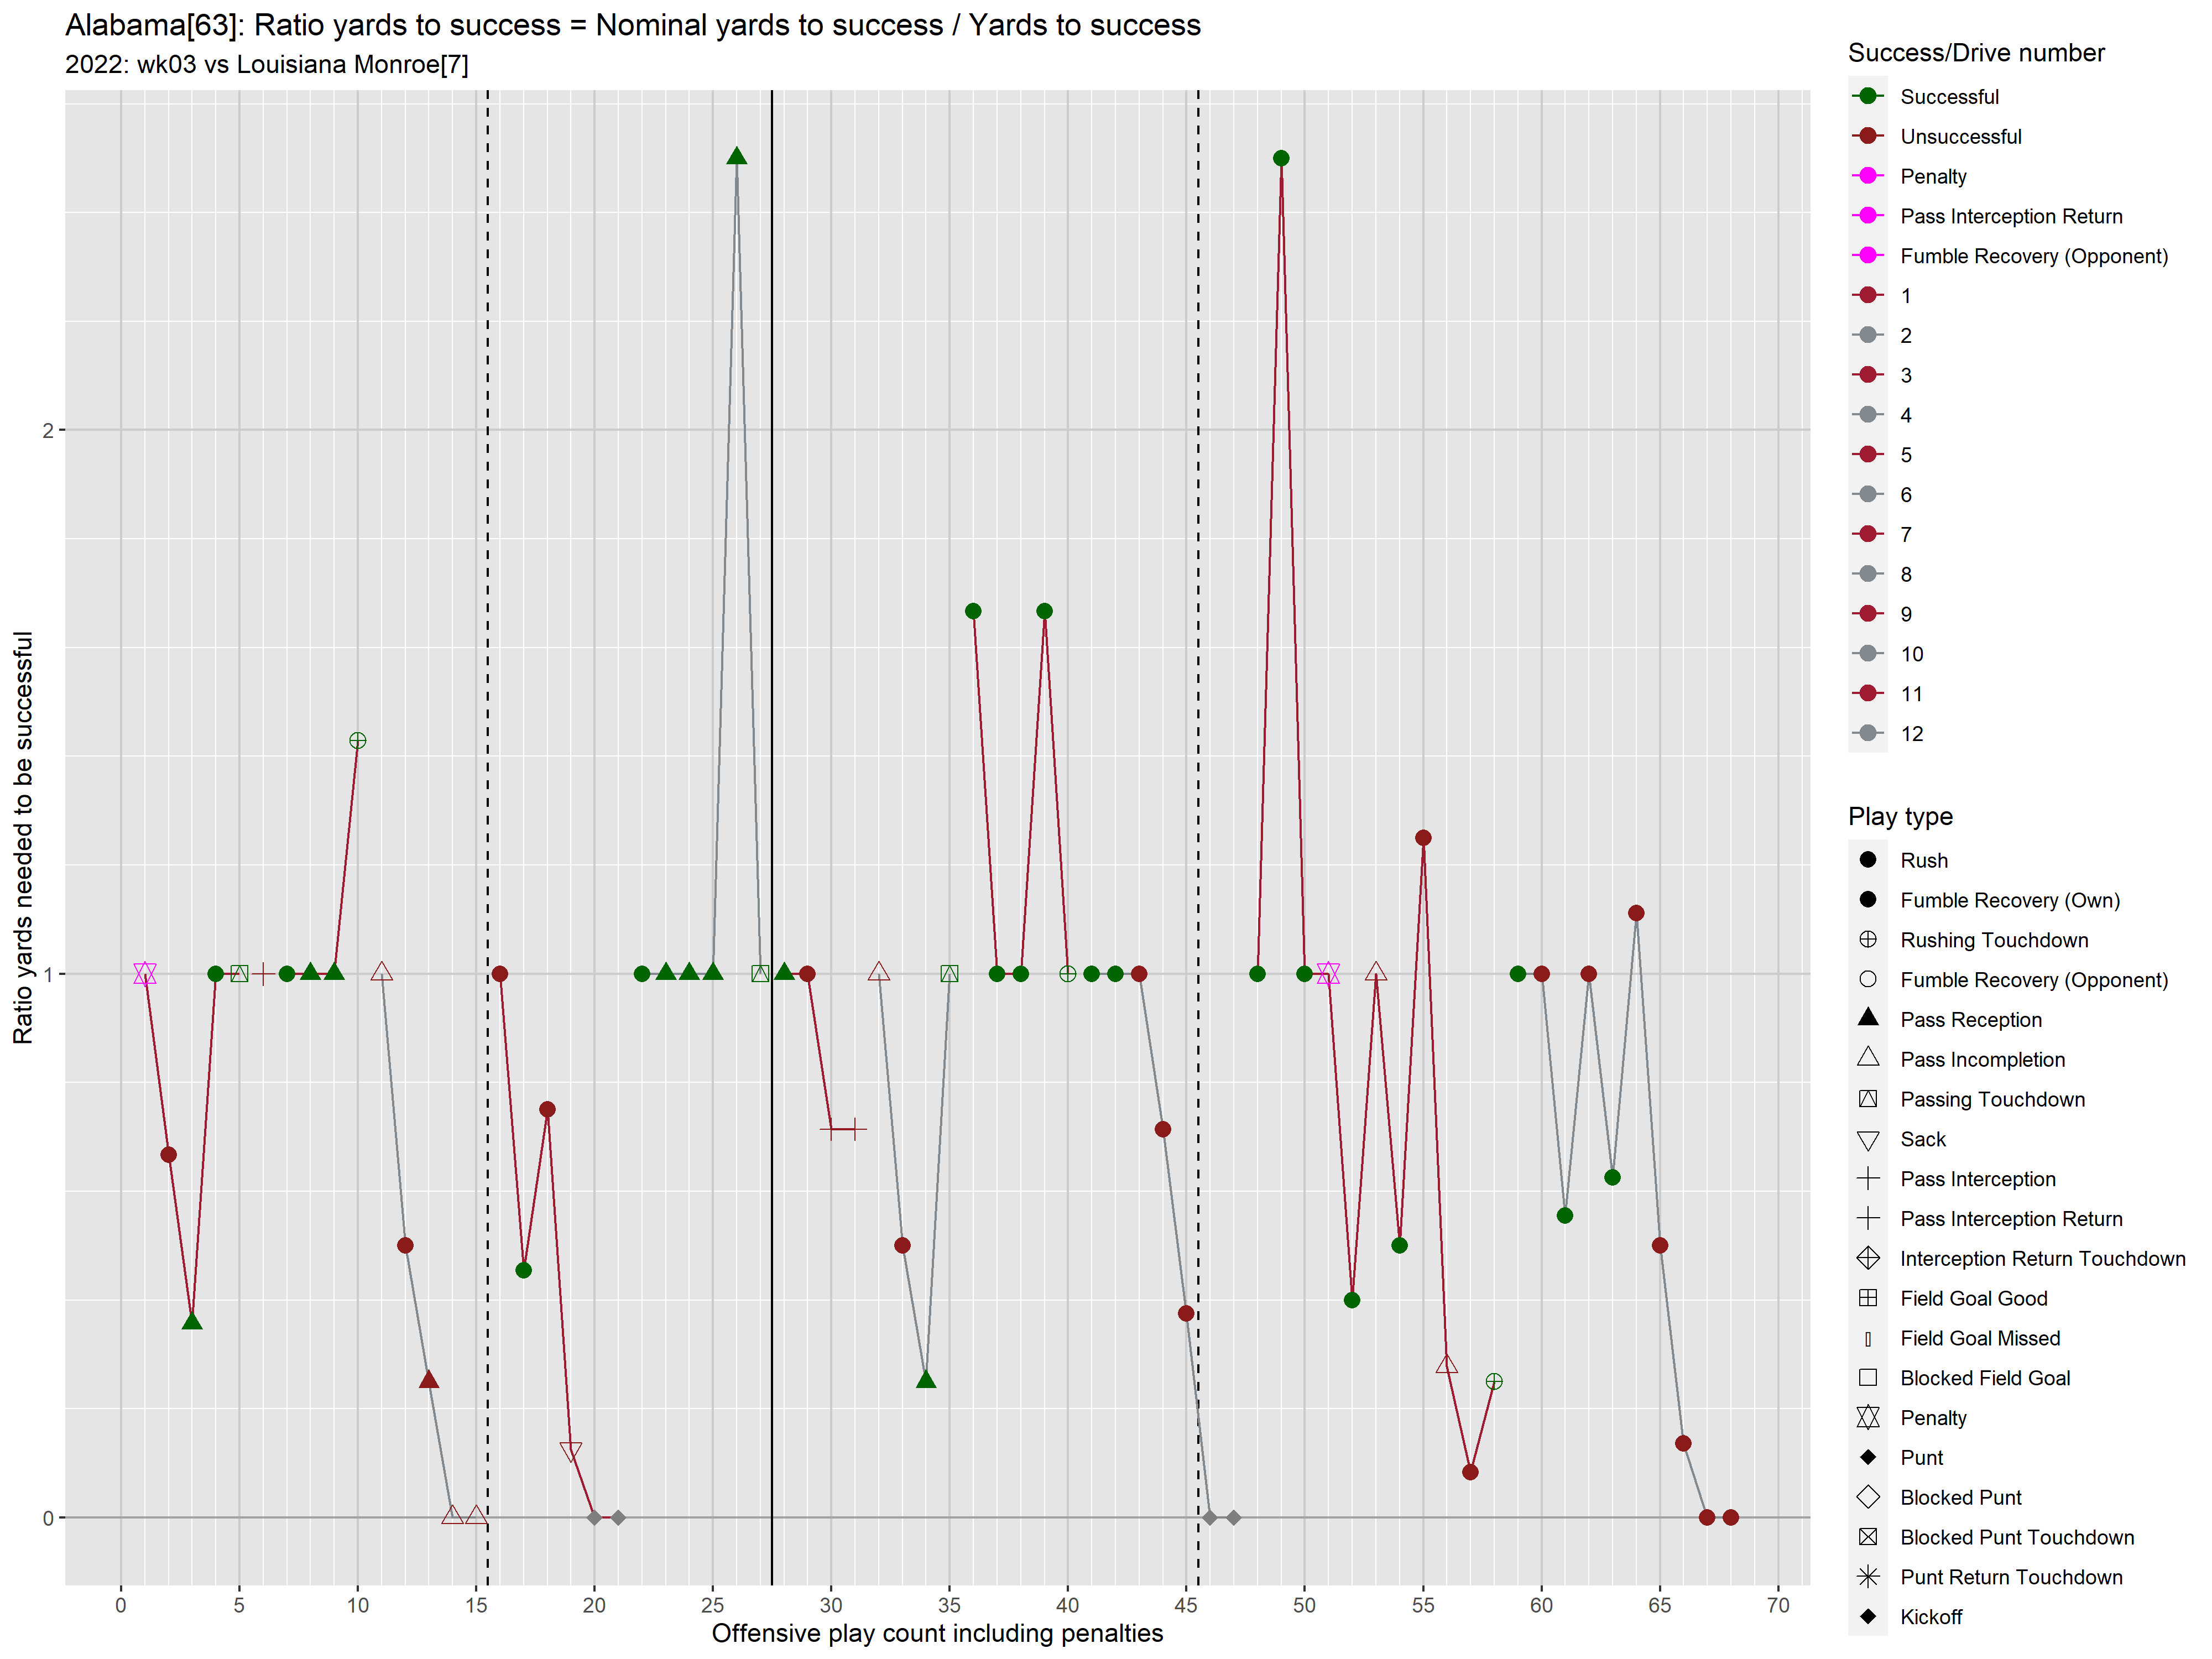 Alabama[63]: Ratio yards to success = Nominal yards to success / Yards to success
2022: wk03 vs Louisiana Monroe[7]
Ratio yards needed to be successful
2
1
0
0 5 10 15 20 25 30 35 40 45 50 55 60 65 70
Offensive play count including penalties
Success/Drive number
Successful
Unsuccessful
Penalty
Pass Interception Return
Fumble Recovery (Opponent)
1
2
3
4
5
6
7
8
9
10
11
12
Play type
Rush
Fumble Recovery (Own)
Rushing Touchdown
Fumble Recovery (Opponent)
Pass Reception
Pass Incompletion
Passing Touchdown
Sack
Pass Interception
Pass Interception Return
Interception Return Touchdown
Field Goal Good
Field Goal Missed
Blocked Field Goal
Penalty
Punt
Blocked Punt
Blocked Punt Touchdown
Punt Return Touchdown
Kickoff